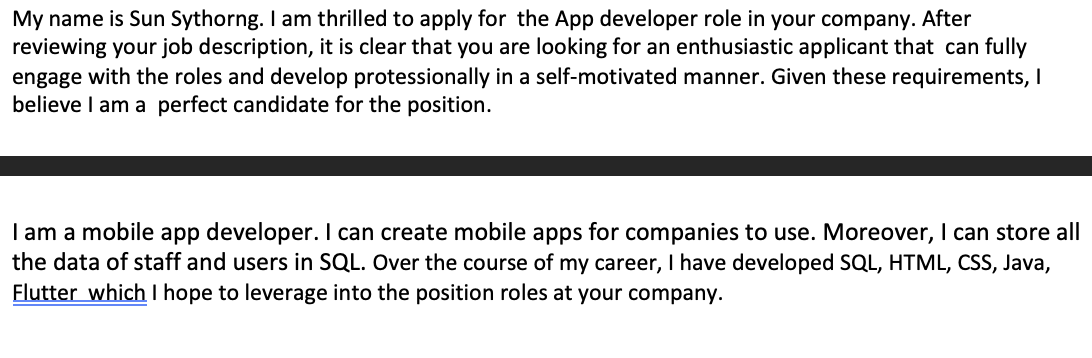 My name is Sun Sythorng. I am thrilled to apply for  the App developer role in your company. After
reviewing your job description, it is clear that you are looking for an enthusiastic applicant that  can fully
engage with the roles and develop protessionally in a self-motivated manner. Given these requirements, I
believe I am a  perfect candidate for the position.
I am a mobile app developer. I can create mobile apps for companies to use. Moreover, I can store all
the data of staff and users in SQL. Over the course of my career, I have developed SQL, HTML, CSS, Java,
Flutter  which I hope to leverage into the position roles at your company.